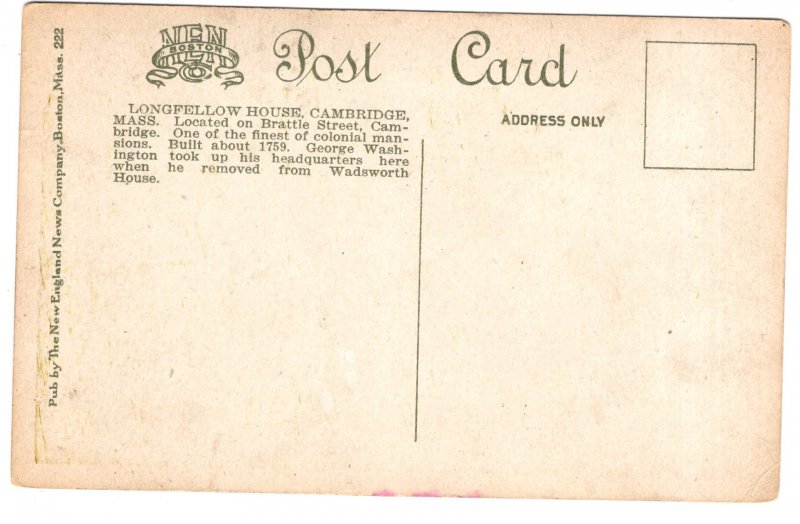 NEN
BOSTON
Post Card
LONGFELLOW HOUSE, CAMBRIDGE,
MASS. Located on Brattle Street, Cam-
bridge. One of the finest of colonial man-
sions. Built about 1759. George Wash-
ington took up his headquarters here
when he removed from Wadsworth
House.
ADDRESS ONLY
Pub by The New England News Company, Boston, Mass. 222